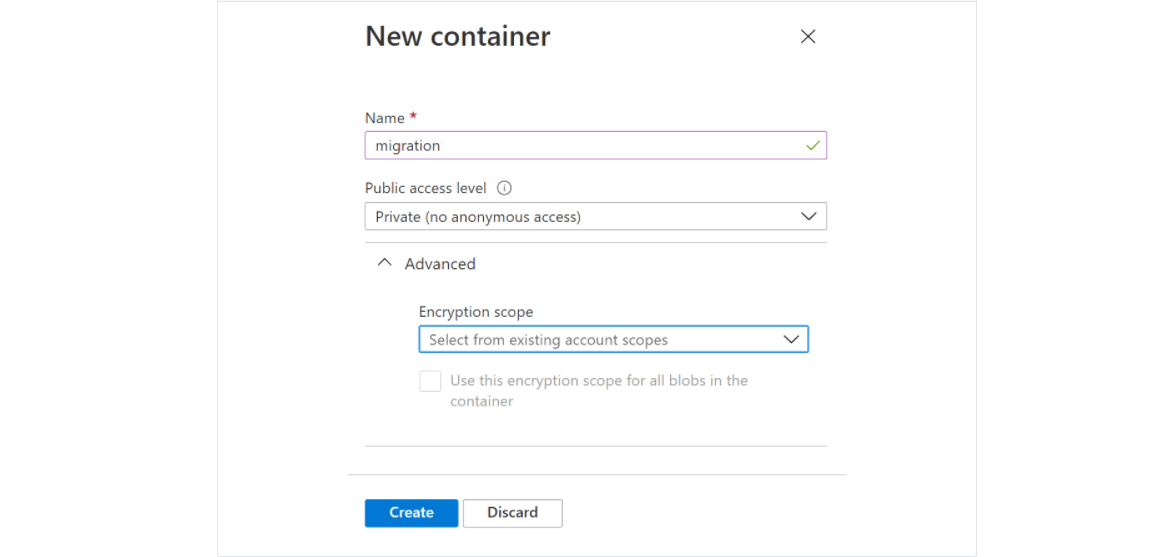 New container
Name *
migration
Public access level
Private (no anonymous access)
Advanced
Encryption scope
Select from existing account scopes
Use this encryption scope for all blobs in the
container
Create Discard